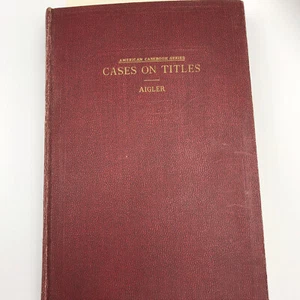 AMERICAN CASEBOOK SERIES
CASES ON TITLES
AIGLER